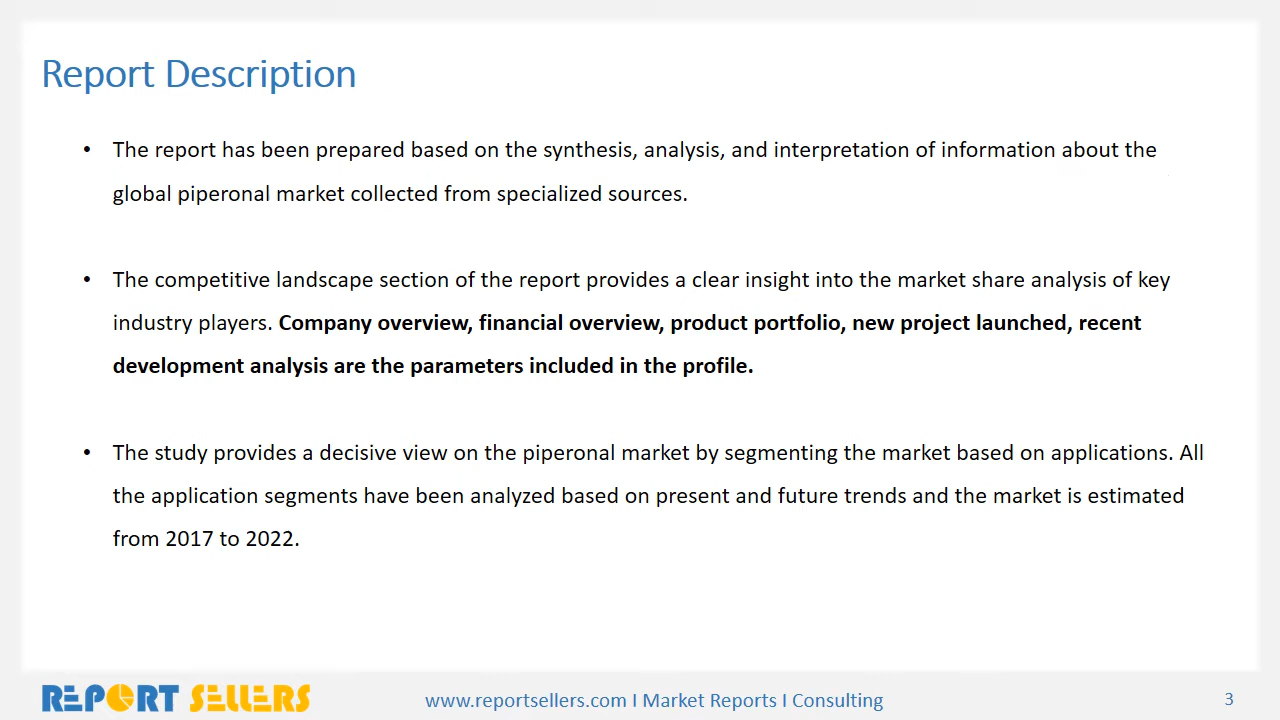 Report Description
• The report has been prepared based on the synthesis, analysis, and interpretation of information about the
global piperonal market collected from specialized sources.
• The competitive landscape section of the report provides a clear insight into the market share analysis of key
industry players. Company overview, financial overview, product portfolio, new project launched, recent
development analysis are the parameters included in the profile.
• The study provides a decisive view on the piperonal market by segmenting the market based on applications. All
the application segments have been analyzed based on present and future trends and the market is estimated
from 2017 to 2022.
REPORT SELLERS
www.reportsellers.com I Market Reports I Consulting
3